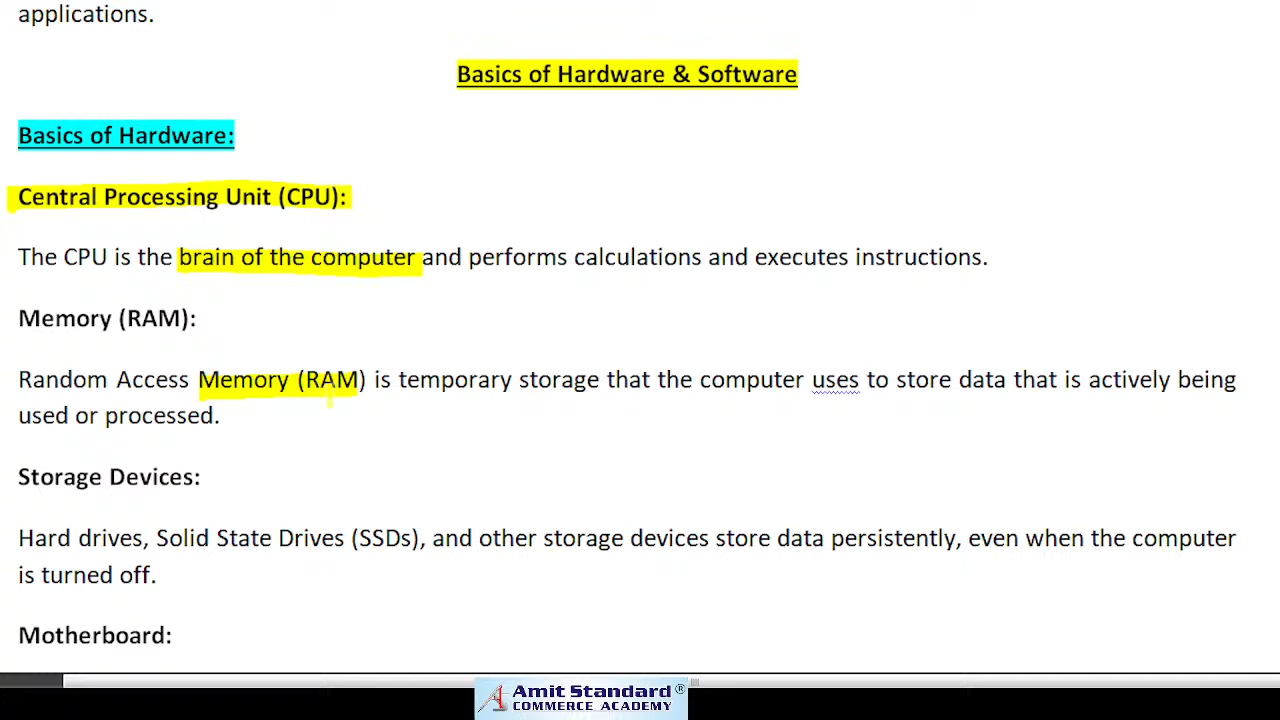 applications.
Basics of Hardware & Software
Basics of Hardware:
Central Processing Unit (CPU):
The CPU is the brain of the computer and performs calculations and executes instructions.
Memory (RAM):
Random Access Memory (RAM) is temporary storage that the computer uses to store data that is actively being
used or processed.
Storage Devices:
Hard drives, Solid State Drives (SSDs), and other storage devices store data persistently, even when the computer
is turned off.
Motherboard:
Amit Standard®
COMMERCE ACADEMY